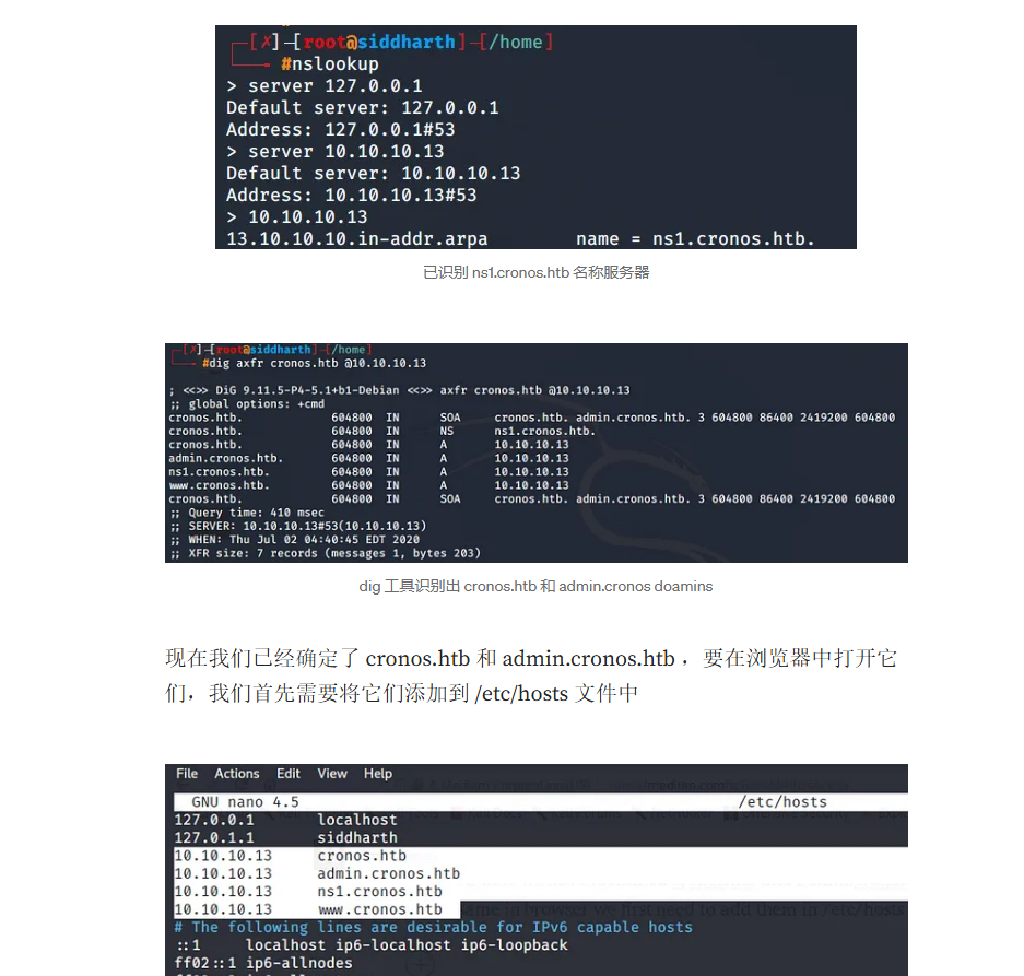 [✗]─[root@siddharth]─[/home]
#nslookup
> server 127.0.0.1
Default server: 127.0.0.1
Address: 127.0.0.1#53
> server 10.10.10.13
Default server: 10.10.10.13
Address: 10.10.10.13#53
> 10.10.10.13
13.10.10.10.in-addr.arpa name = ns1.cronos.htb.
已识别 ns1.cronos.htb 名称服务器
[✗]─[root@siddharth]─[/home]
#dig axfr cronos.htb @10.10.10.13
; <<>> DiG 9.11.5-P4-5.1+b1-Debian <<>> axfr cronos.htb @10.10.10.13
;; global options: +cmd
cronos.htb. 604800 IN SOA cronos.htb. admin.cronos.htb. 3 604800 86400 2419200 604800
cronos.htb. 604800 IN NS ns1.cronos.htb.
cronos.htb. 604800 IN A 10.10.10.13
admin.cronos.htb. 604800 IN A 10.10.10.13
ns1.cronos.htb. 604800 IN A 10.10.10.13
www.cronos.htb. 604800 IN A 10.10.10.13
cronos.htb. 604800 IN SOA cronos.htb. admin.cronos.htb. 3 604800 86400 2419200 604800
;; Query time: 410 msec
;; SERVER: 10.10.10.13#53(10.10.10.13)
;; WHEN: Thu Jul 02 04:40:45 EDT 2020
;; XFR size: 7 records (messages 1, bytes 203)
dig 工具识别出 cronos.htb 和 admin.cronos doamins
现在我们已经确定了 cronos.htb 和 admin.cronos.htb ，要在浏览器中打开它
们，我们首先需要将它们添加到 /etc/hosts 文件中
File Actions Edit View Help
GNU nano 4.5 /etc/hosts
127.0.0.1 localhost
127.0.1.1 siddharth
10.10.10.13 cronos.htb
10.10.10.13 admin.cronos.htb
10.10.10.13 ns1.cronos.htb
10.10.10.13 www.cronos.htb
in browser we first need to add them in /etc/hosts
# The following lines are desirable for IPv6 capable hosts
::1 localhost ip6-localhost ip6-loopback
ff02::1 ip6-allnodes